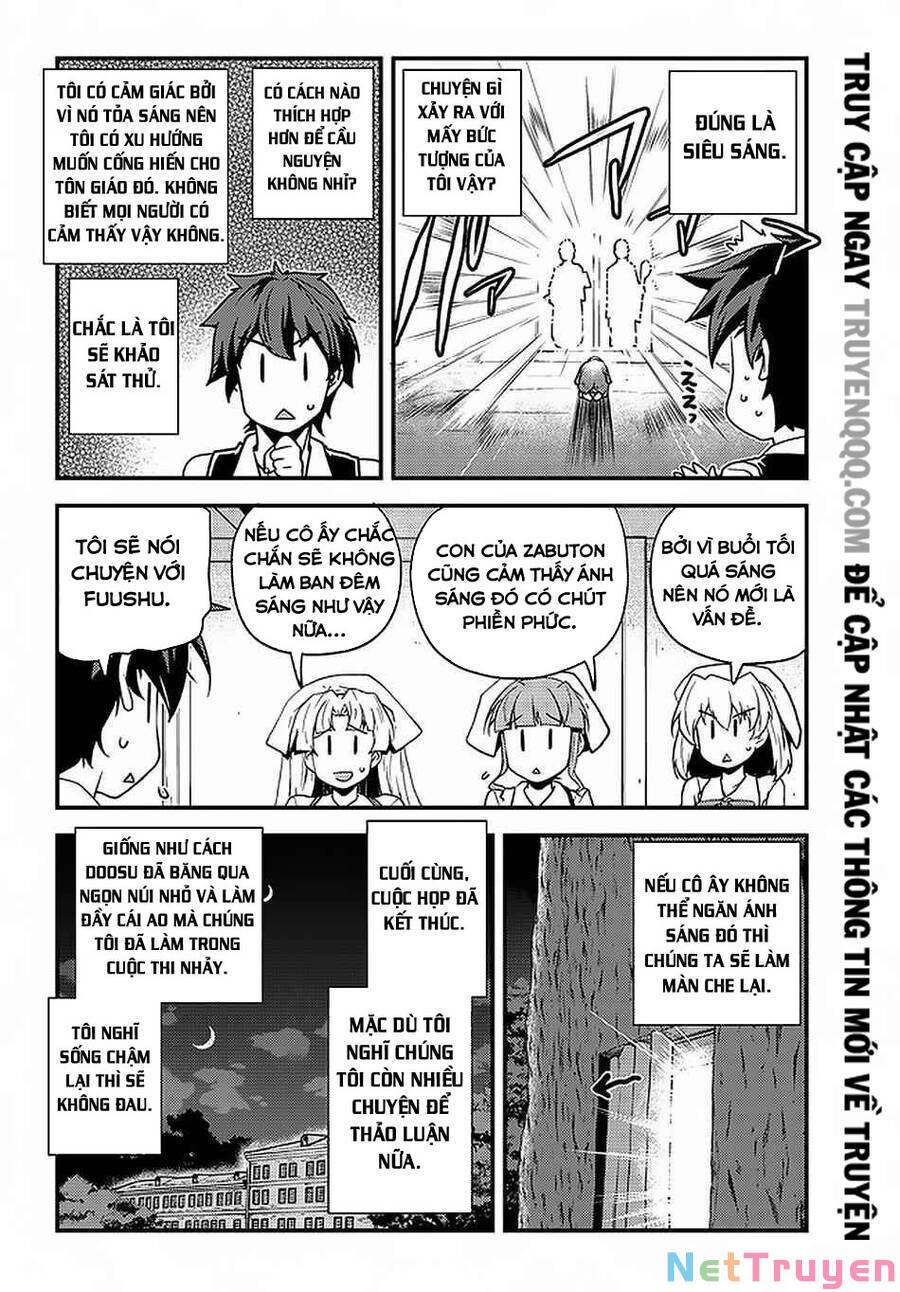 ĐÚNG LÀ
SIÊU SÁNG.
CHUYỆN GÌ
XẢY RA VỚI
MẤY BỨC
TƯỢNG CỦA
TÔI VẬY?
CÓ CÁCH NÀO
THÍCH HỢP
HƠN ĐỂ CẦU
NGUYỆN
KHÔNG NHỈ?
TÔI CÓ CẢM GIÁC BỞI
VÌ NÓ TỎA SÁNG NÊN
TÔI CÓ XU HƯỚNG
MUỐN CỐNG HIẾN CHO
TÔN GIÁO ĐÓ. KHÔNG
BIẾT MỌI NGƯỜI CÓ
CẢM THẤY VẬY KHÔNG.
CHẮC LÀ TÔI
SẼ KHẢO
SÁT THỬ.
BỞI VÌ BUỔI TỐI
QUÁ SÁNG
NÊN NÓ MỚI LÀ
VẤN ĐỀ.
CON CỦA ZABUTON
CŨNG CẢM THẤY ÁNH
SÁNG ĐÓ CÓ CHÚT
PHIỀN PHỨC.
NẾU CÔ ẤY CHẮC
CHẮN SẼ KHÔNG
LÀM BAN ĐÊM
SÁNG NHƯ VẬY
NỮA...
TÔI SẼ NÓI
CHUYỆN VỚI
FUUSHU.
NẾU CÔ ÂY KHÔNG
THỂ NGĂN ÁNH
SÁNG ĐÓ THÌ
CHÚNG TA SẼ LÀM
MÀN CHE LẠI.
CUỐI CÙNG,
CUỘC HỌP ĐÃ
KẾT THÚC.
MẶC DÙ TÔI
NGHĨ CHÚNG
TÔI CÒN NHIỀU
CHUYỆN ĐỂ
THẢO LUẬN
NỮA.
GIỐNG NHƯ CÁCH
DOOSU ĐÃ BĂNG QUA
NGỌN NÚI NHỎ VÀ LÀM
ĐẦY CÁI AO MÀ CHÚNG
TÔI ĐÃ LÀM TRONG
CUỘC THI NHẢY.
TÔI NGHĨ
SỐNG CHẬM
LẠI THÌ SẼ
KHÔNG ĐAU.
TRUY CẬP NGAY TRUYENQQ.COM ĐỂ CẬP NHẬT CÁC THÔNG TIN MỚI VỀ TRUYỆN
NetTruyen